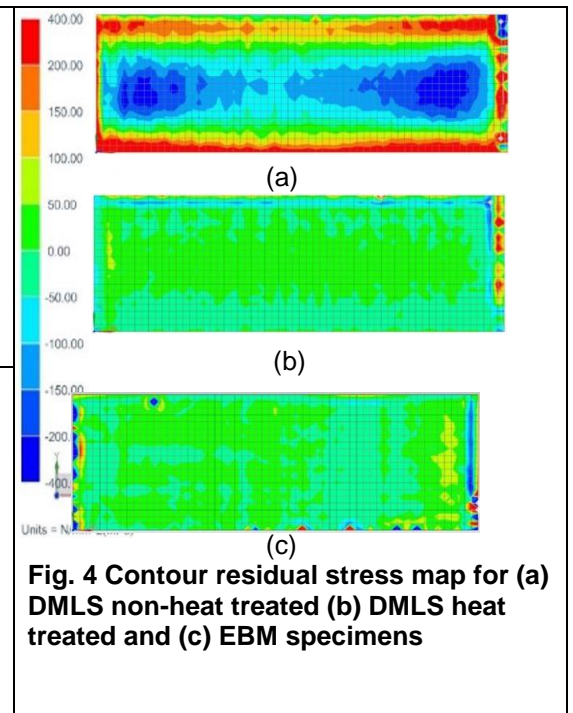 400.00
200.00
150.00
100.00
50.00
0.00
-50.00
-100.00
-150.00
-200.
-400.
Units = N/
(a)
(b)
(c)
Fig. 4 Contour residual stress map for (a)
DMLS non-heat treated (b) DMLS heat
treated and (c) EBM specimens